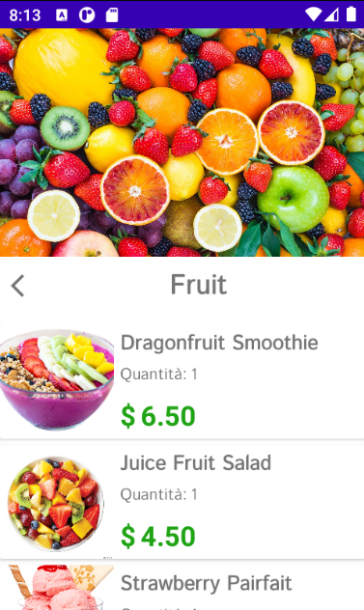 8:13
Fruit
Dragonfruit Smoothie
Quantità: 1
$ 6.50
Juice Fruit Salad
Quantità: 1
$ 4.50
Strawberry Pairfait